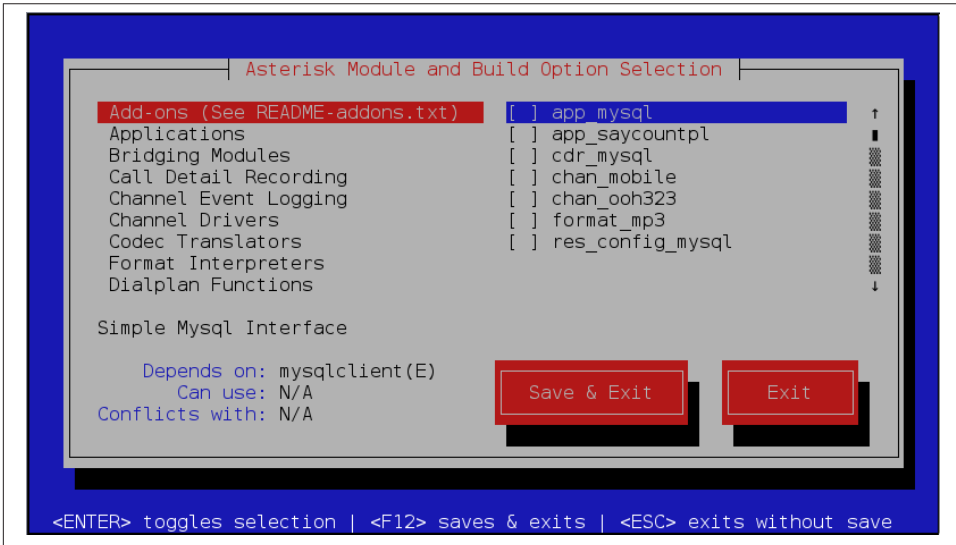 Asterisk Module and Build Option Selection
Add-ons (See README-addons.txt) [ ] app_mysql
Applications [ ] app_saycountpl
Bridging Modules [ ] cdr_mysql
Call Detail Recording [ ] chan_mobile
Channel Event Logging [ ] chan_ooh323
Channel Drivers [ ] format_mp3
Codec Translators [ ] res_config_mysql
Format Interpreters
Dialplan Functions
Simple Mysql Interface
Depends on: mysqlclient(E)
Can use: N/A
Conflicts with: N/A
Save & Exit Exit
<ENTER> toggles selection | <F12> saves & exits | <ESC> exits without save